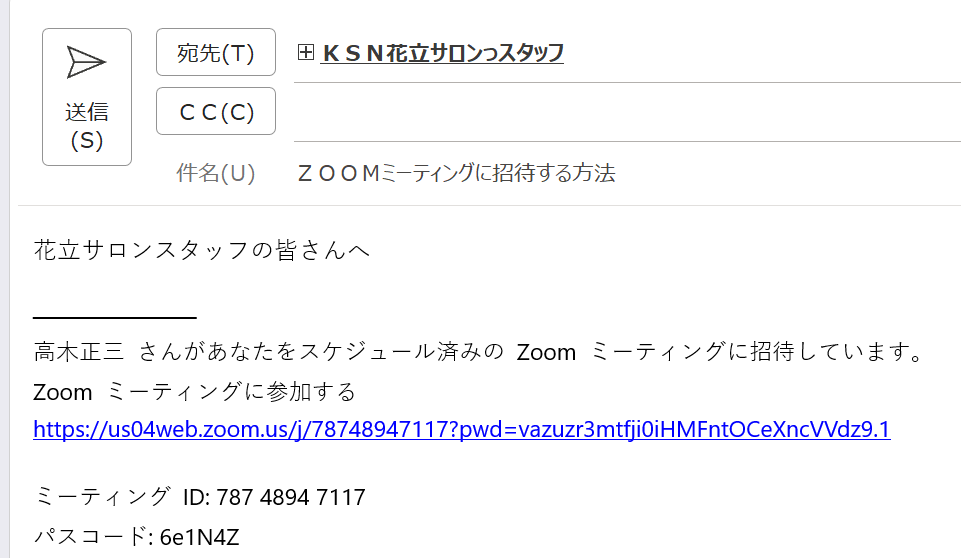 送信
(S)
宛先(T)
ＫＳＮ花立サロンっスタッフ
ＣＣ(C)
件名(U)
ＺＯＯＭミーティングに招待する方法
花立サロンスタッフの皆さんへ
高木正三 さんがあなたをスケジュール済みの Zoom ミーティングに招待しています。
Zoom ミーティングに参加する
https://us04web.zoom.us/j/78748947117?pwd=vazuzr3mtfji0iHMFntOCeXncVVdz9.1
ミーティング ID: 787 4894 7117
パスコード: 6e1N4Z